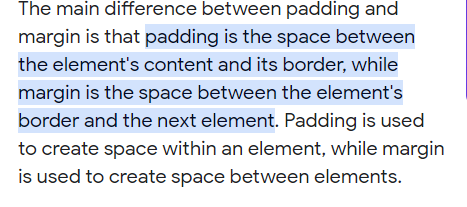 The main difference between padding and
margin is that padding is the space between
the element's content and its border, while
margin is the space between the element's
border and the next element. Padding is used
to create space within an element, while margin
is used to create space between elements.